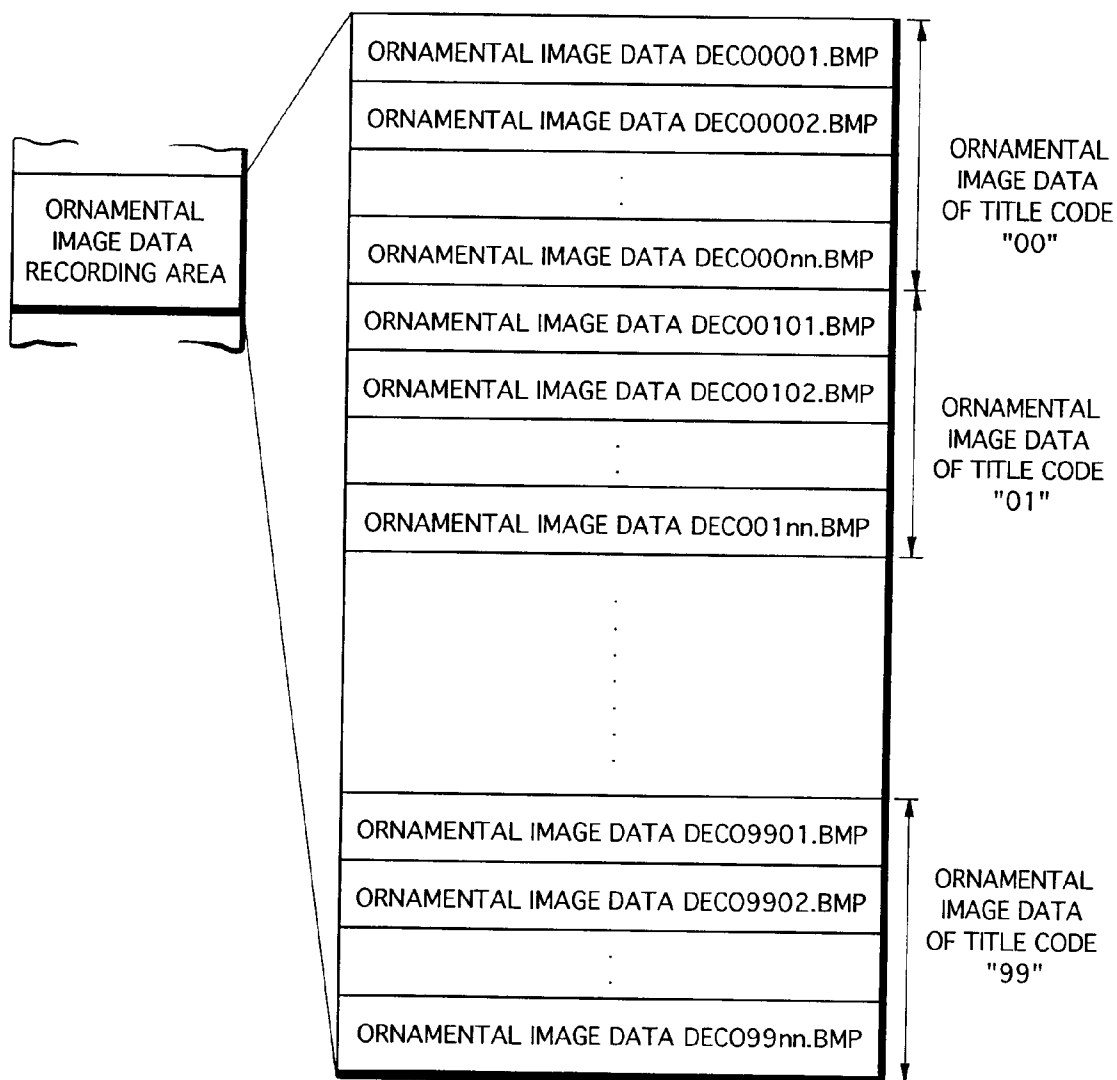 ORNAMENTAL
IMAGE DATA
RECORDING AREA
ORNAMENTAL IMAGE DATA DECO0001.BMP
ORNAMENTAL IMAGE DATA DECO0002.BMP
ORNAMENTAL IMAGE DATA DECO00nn.BMP
ORNAMENTAL
IMAGE DATA
OF TITLE CODE
"00"
ORNAMENTAL IMAGE DATA DECO0101.BMP
ORNAMENTAL IMAGE DATA DECO0102.BMP
ORNAMENTAL IMAGE DATA DECO01nn.BMP
ORNAMENTAL
IMAGE DATA
OF TITLE CODE
"01"
ORNAMENTAL IMAGE DATA DECO9901.BMP
ORNAMENTAL IMAGE DATA DECO9902.BMP
ORNAMENTAL IMAGE DATA DECO99nn.BMP
ORNAMENTAL
IMAGE DATA
OF TITLE CODE
"99"